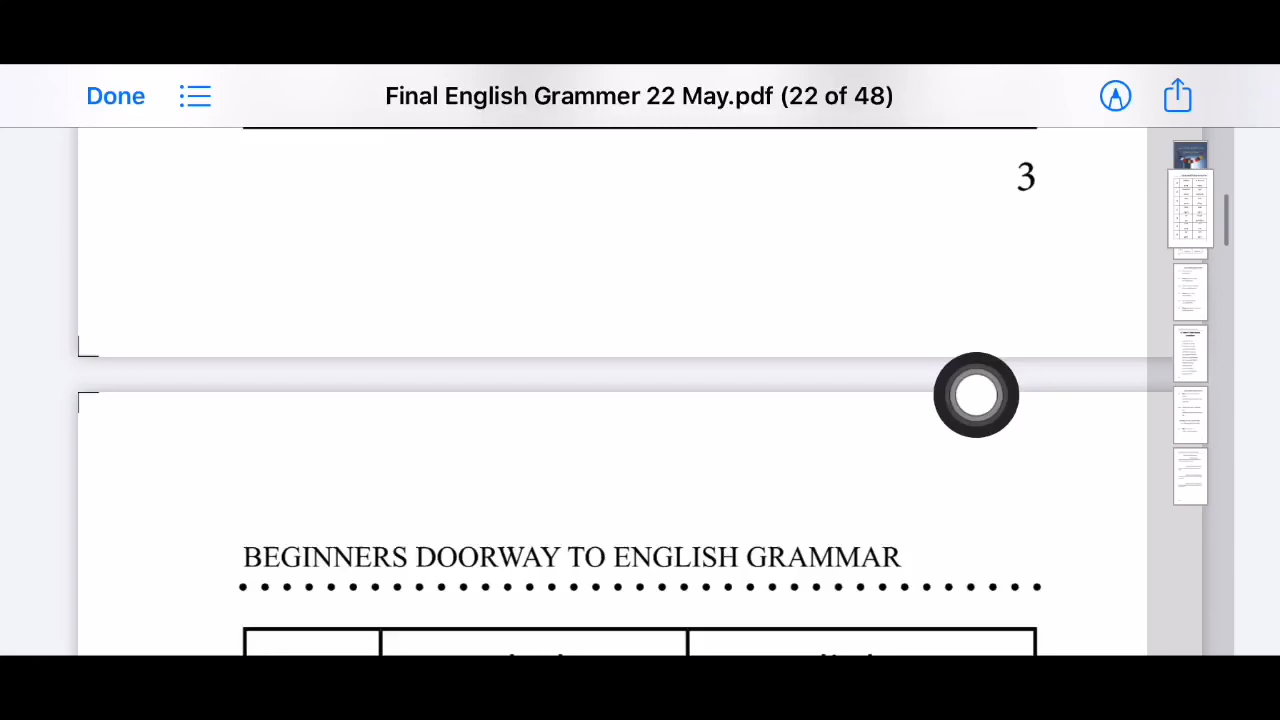 Done
Final English Grammer 22 May.pdf (22 of 48)
3
BEGINNERS DOORWAY TO ENGLISH GRAMMAR